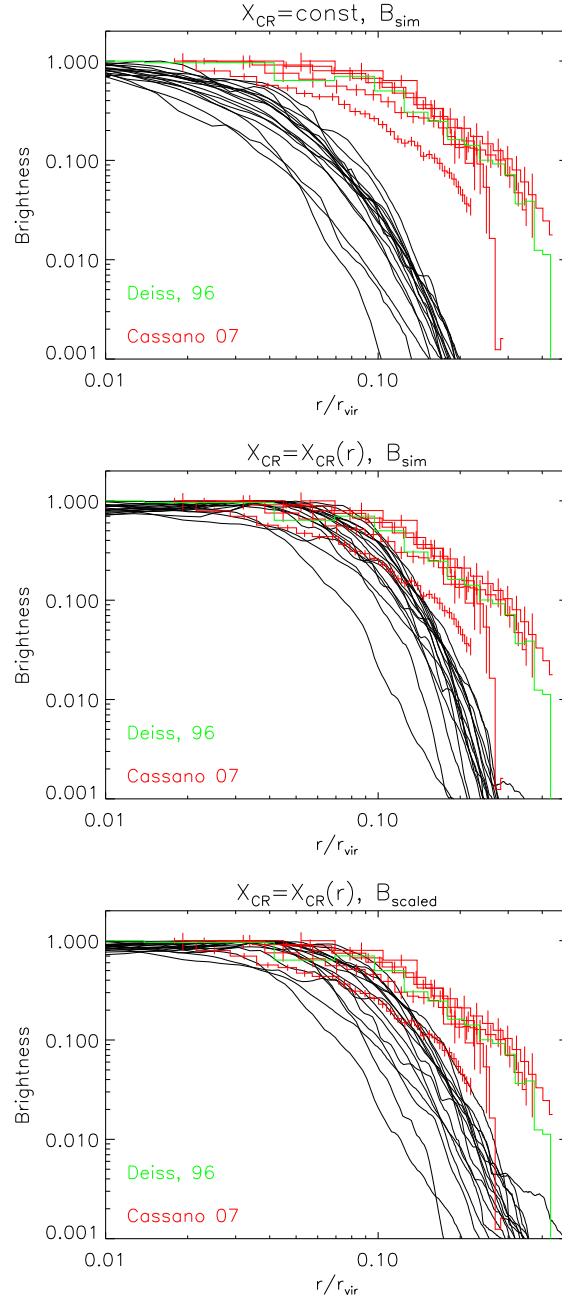 X_CR=const, B_sim
1.000
0.100
0.010
0.001
Brightness
Deiss, 96
Cassano 07
0.01 0.10
r/r_vir
X_CR=X_CR(r), B_sim
1.000
0.100
0.010
0.001
Brightness
Deiss, 96
Cassano 07
0.01 0.10
r/r_vir
X_CR=X_CR(r), B_scaled
1.000
0.100
0.010
0.001
Brightness
Deiss, 96
Cassano 07
0.01 0.10
r/r_vir